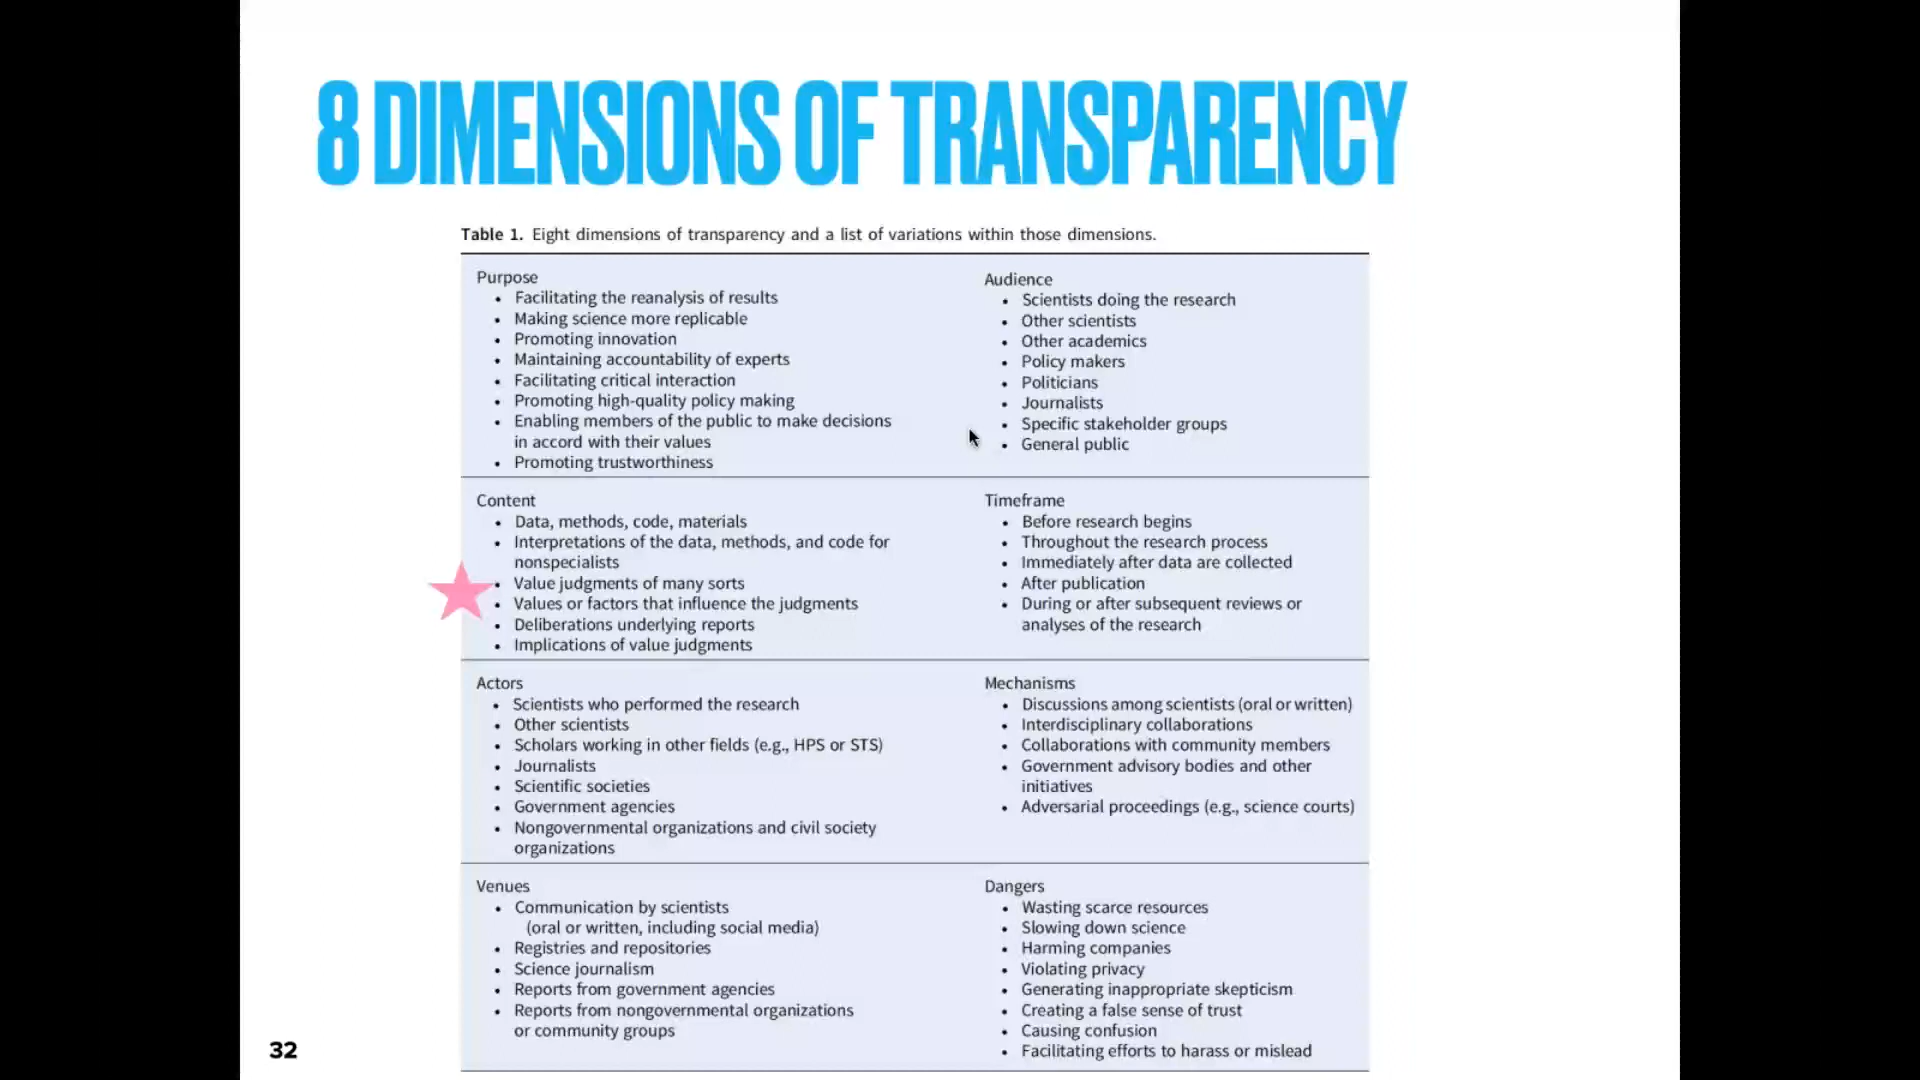 8 DIMENSIONS OF TRANSPARENCY
Table 1. Eight dimensions of transparency and a list of variations within those dimensions.
Purpose
• Facilitating the reanalysis of results
• Making science more replicable
• Promoting innovation
• Maintaining accountability of experts
• Facilitating critical interaction
• Promoting high-quality policy making
• Enabling members of the public to make decisions
in accord with their values
• Promoting trustworthiness
Audience
• Scientists doing the research
• Other scientists
• Other academics
• Policy makers
• Politicians
• Journalists
• Specific stakeholder groups
• General public
Content
• Data, methods, code, materials
• Interpretations of the data, methods, and code for
nonspecialists
• Value judgments of many sorts
• Values or factors that influence the judgments
• Deliberations underlying reports
• Implications of value judgments
Timeframe
• Before research begins
• Throughout the research process
• Immediately after data are collected
• After publication
• During or after subsequent reviews or
analyses of the research
Actors
• Scientists who performed the research
• Other scientists
• Scholars working in other fields (e.g., HPS or STS)
• Journalists
• Scientific societies
• Government agencies
• Nongovernmental organizations and civil society
organizations
Mechanisms
• Discussions among scientists (oral or written)
• Interdisciplinary collaborations
• Collaborations with community members
• Government advisory bodies and other
initiatives
• Adversarial proceedings (e.g., science courts)
Venues
• Communication by scientists
(oral or written, including social media)
• Registries and repositories
• Science journalism
• Reports from government agencies
• Reports from nongovernmental organizations
or community groups
Dangers
• Wasting scarce resources
• Slowing down science
• Harming companies
• Violating privacy
• Generating inappropriate skepticism
• Creating a false sense of trust
• Causing confusion
• Facilitating efforts to harass or mislead
32